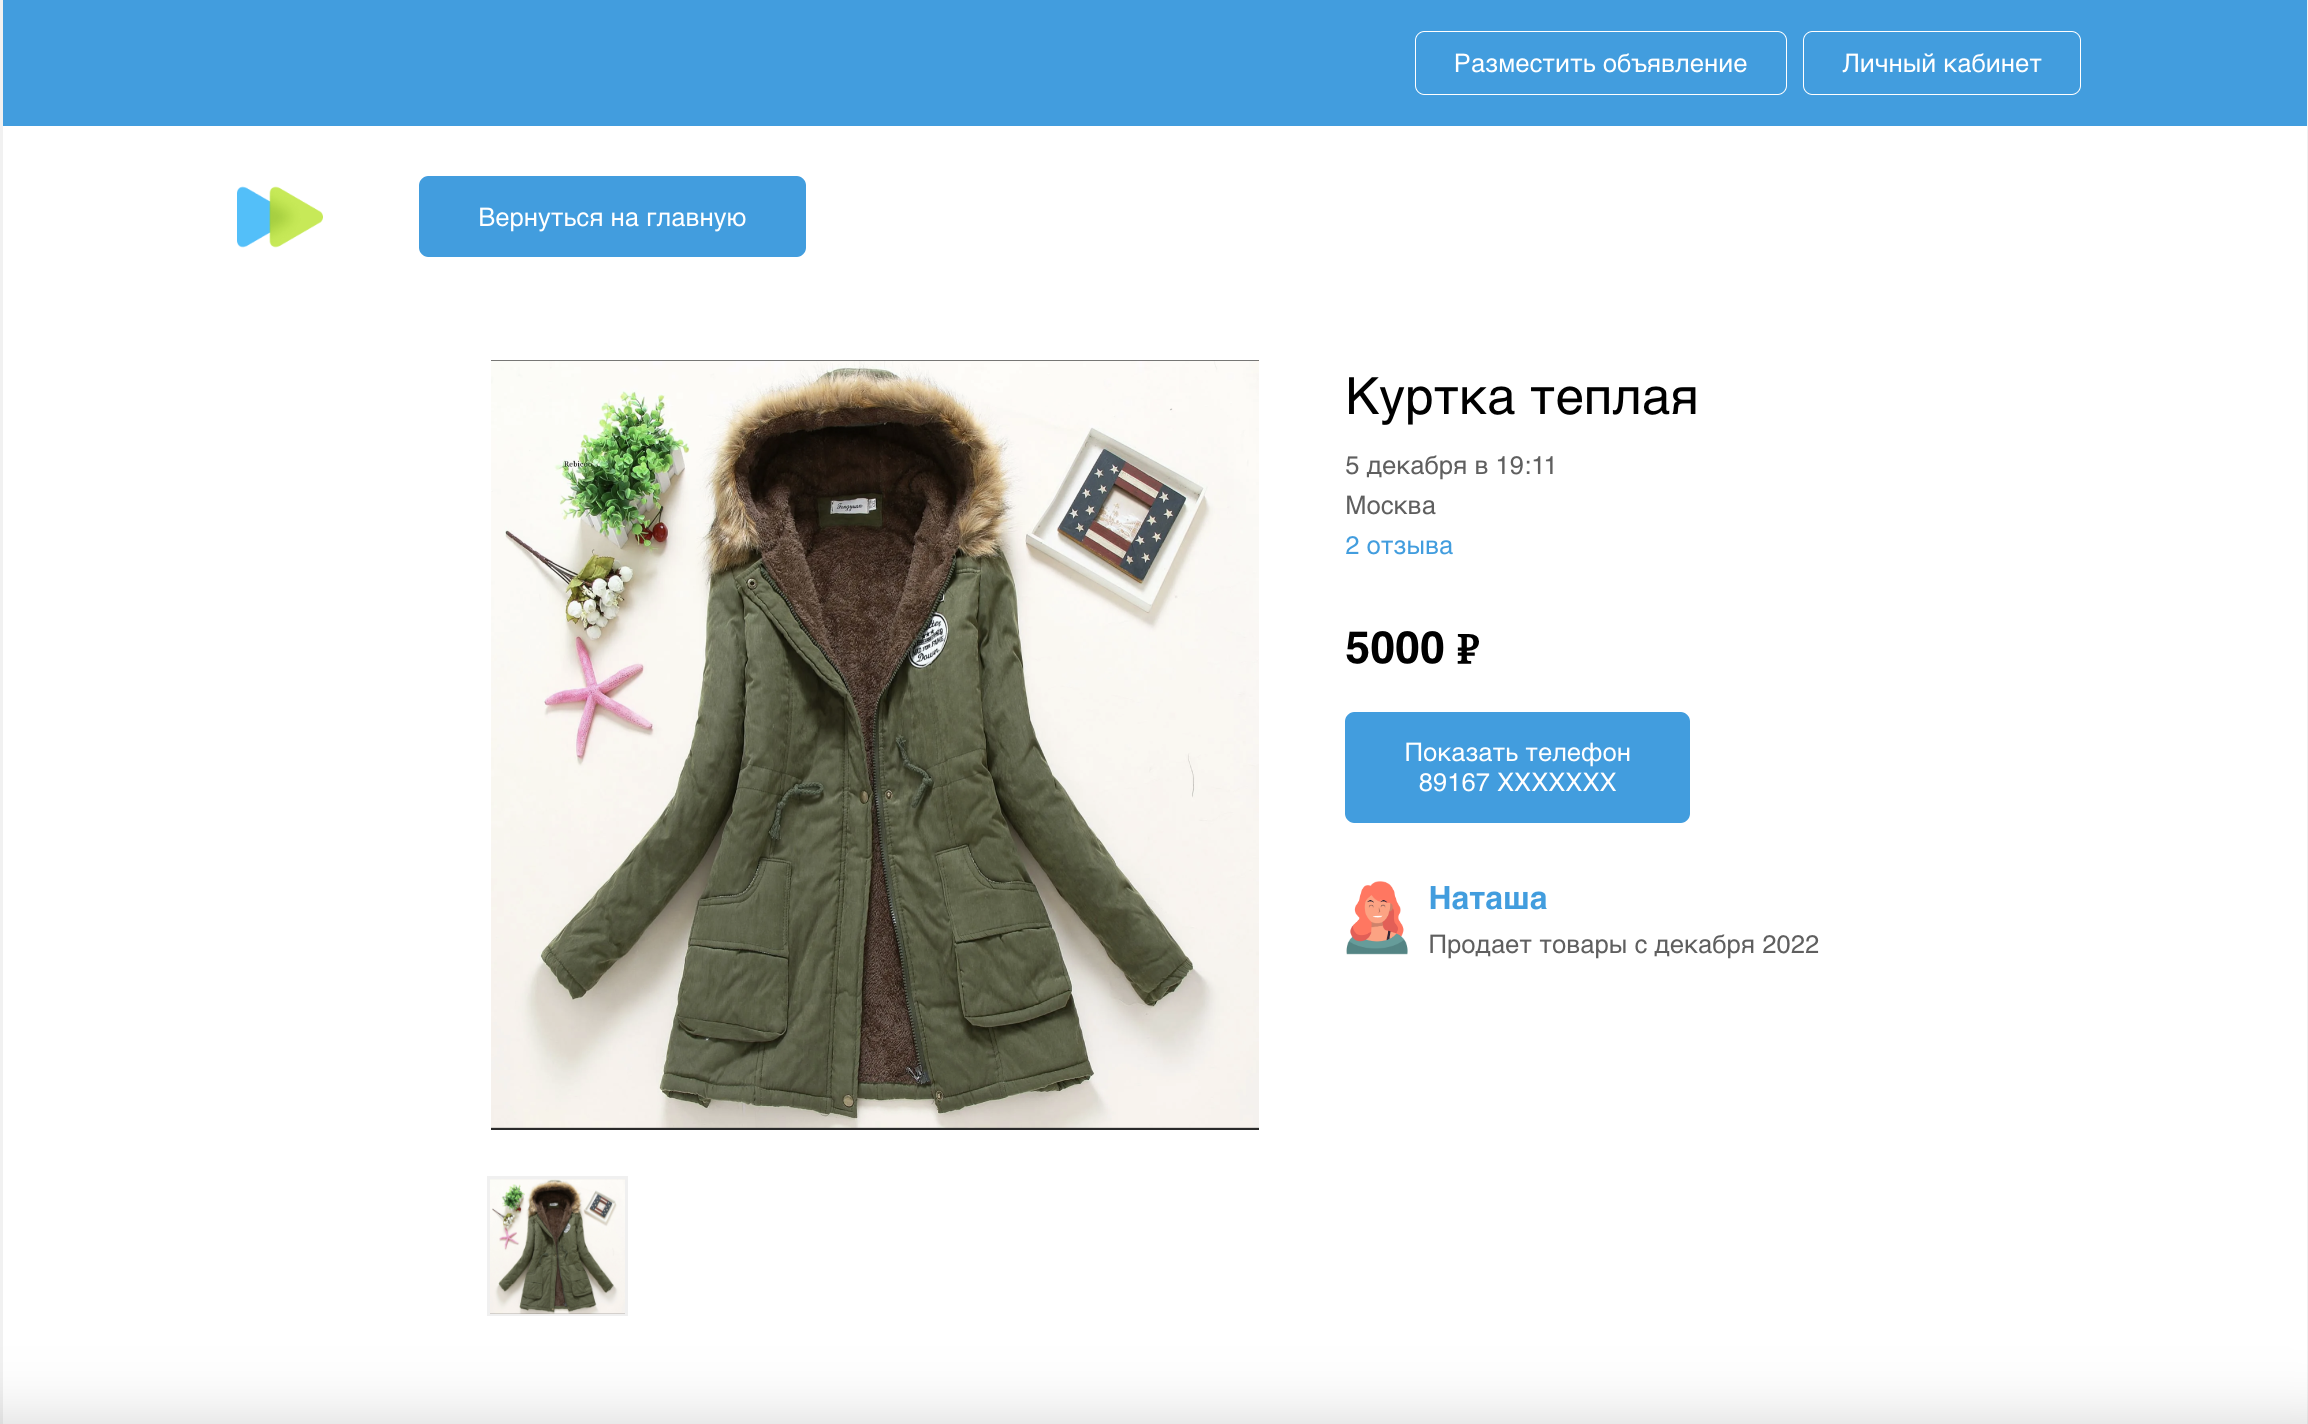 Разместить объявление
Личный кабинет
Вернуться на главную
Rebicoo
Куртка теплая
5 декабря в 19:11
Москва
2 отзыва
5000 ₽
Показать телефон
89167 XXXXXXX
Наташа
Продает товары с декабря 2022